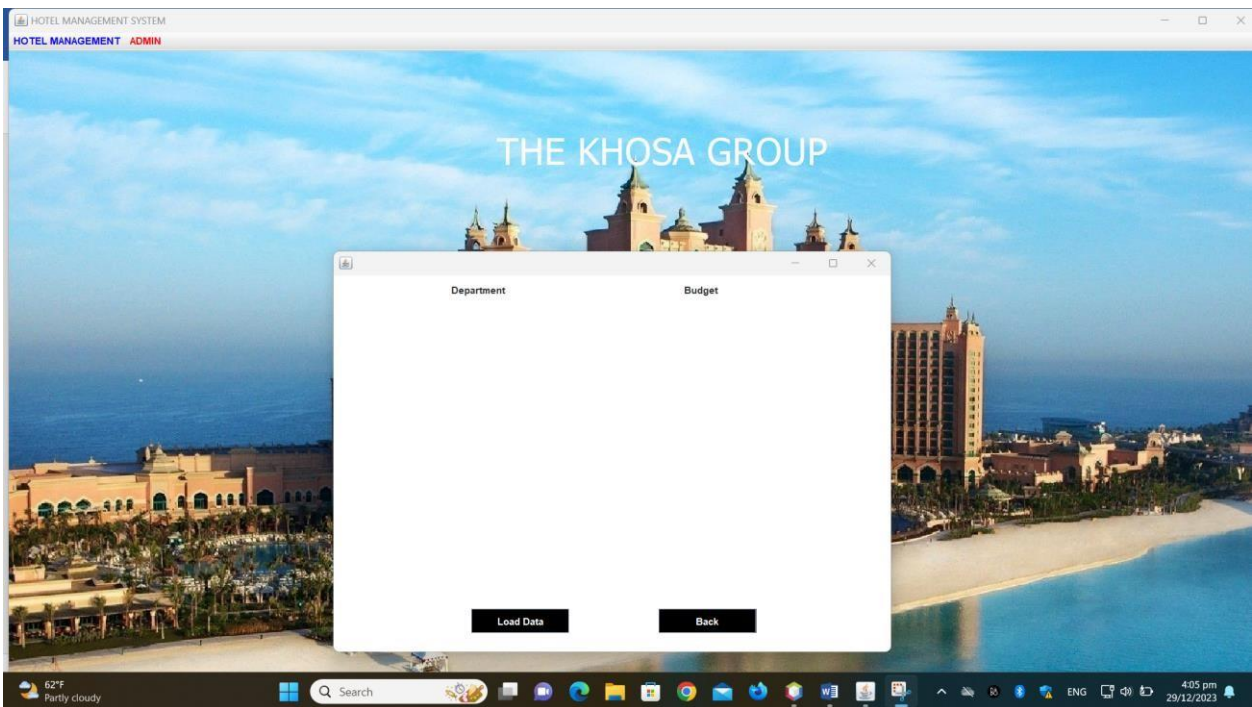 HOTEL MANAGEMENT SYSTEM
HOTEL MANAGEMENT ADMIN
THE KHOSA GROUP
Department Budget
Load Data Back
62°F
Partly cloudy
Search
ENG
4:05 pm
29/12/2023